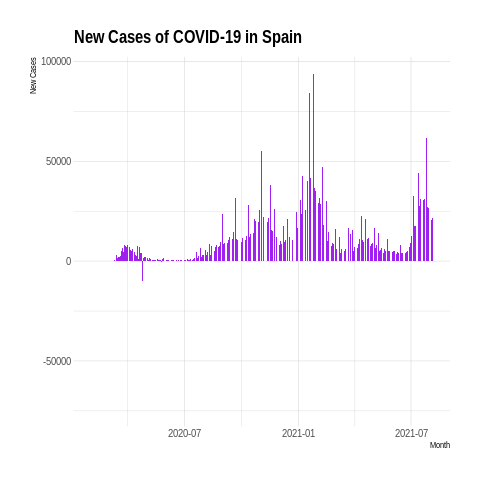 New Cases of COVID-19 in Spain
New Cases
100000
50000
0
-50000
2020-07 2021-01 2021-07
Month